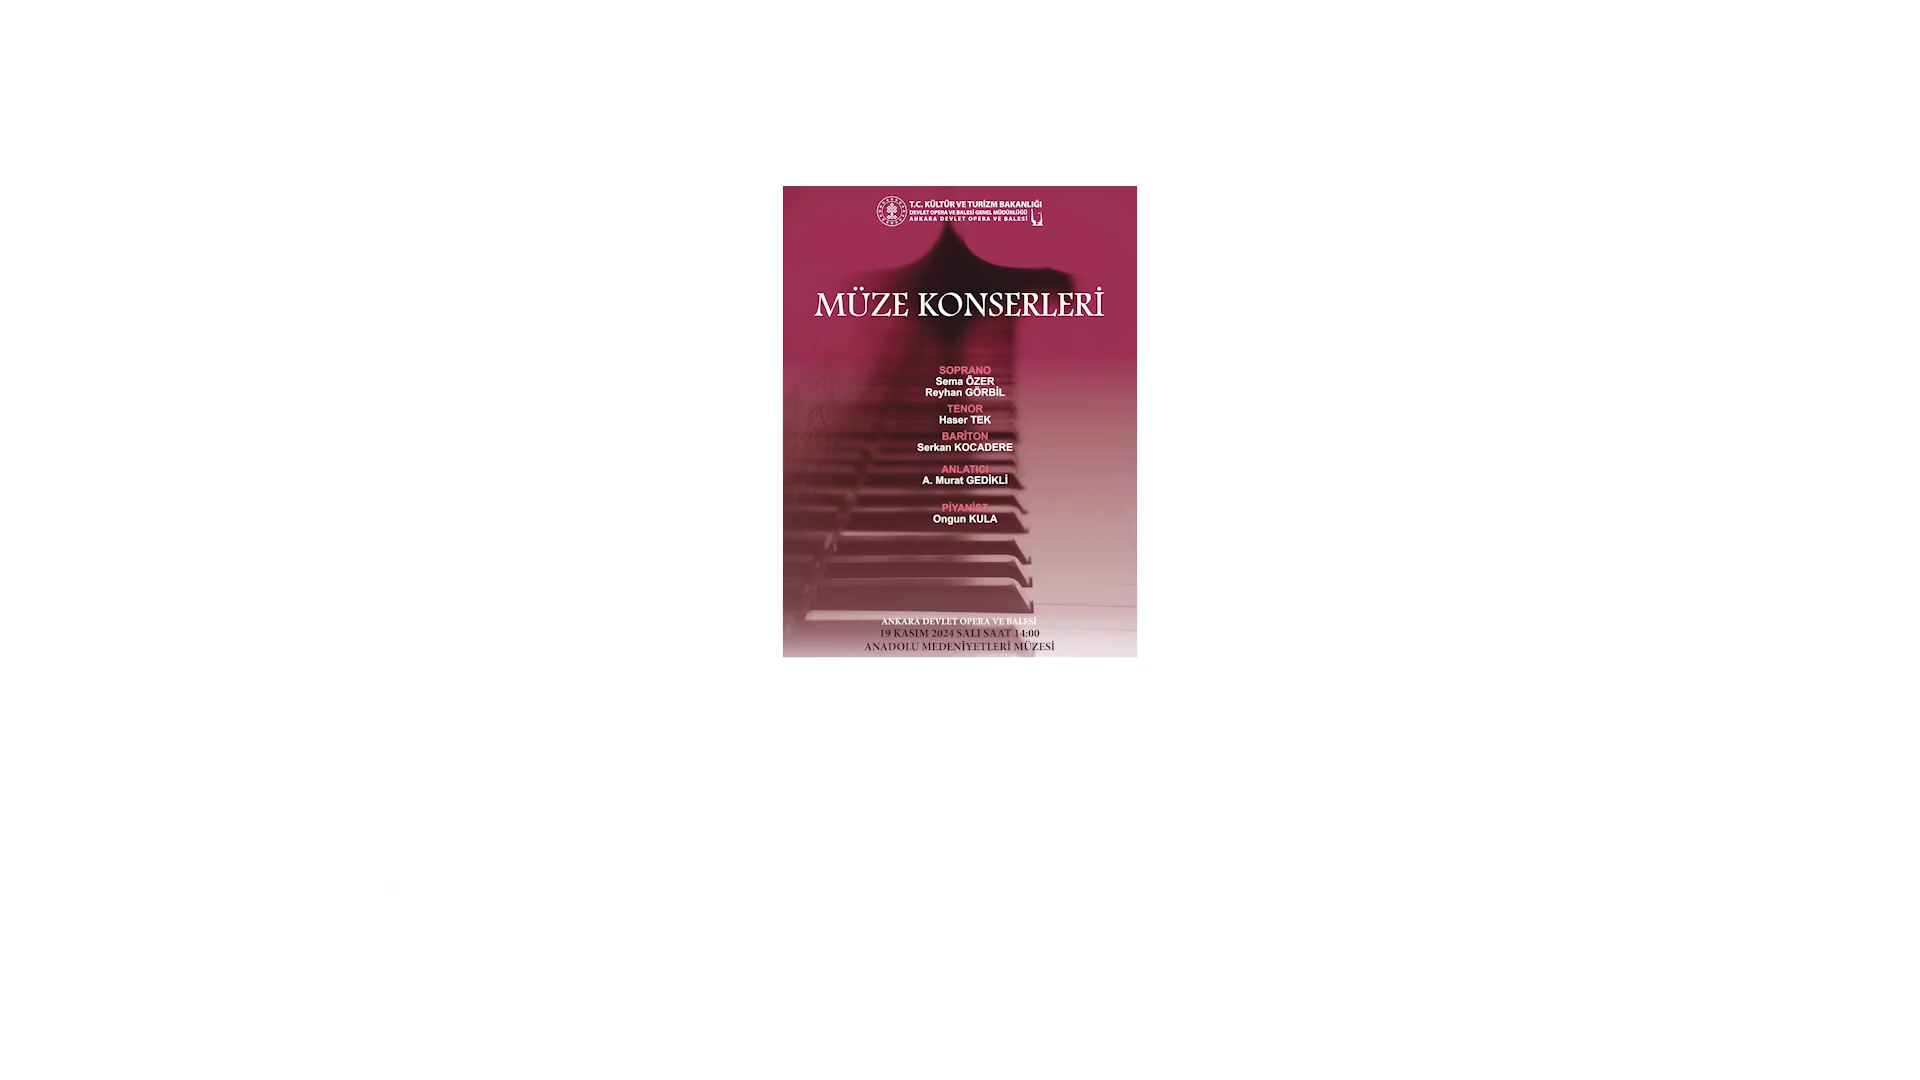 T.C. KÜLTÜR VE TURİZM BAKANLIĞI
DEVLET OPERA VE BALESİ GENEL MÜDÜRLÜĞÜ
ANKARA DEVLET OPERA VE BALESİ
MÜZE KONSERLERİ
SOPRANO
Sema ÖZER
Reyhan GÖRBİL
TENOR
Haser TEK
BARİTON
Serkan KOCADERE
ANLATICI
A. Murat GEDİKLİ
PİYANİST
Ongun KULA
ANKARA DEVLET OPERA VE BALESİ
19 KASIM 2024 SALI SAAT 14:00
ANADOLU MEDENİYETLERİ MÜZESİ